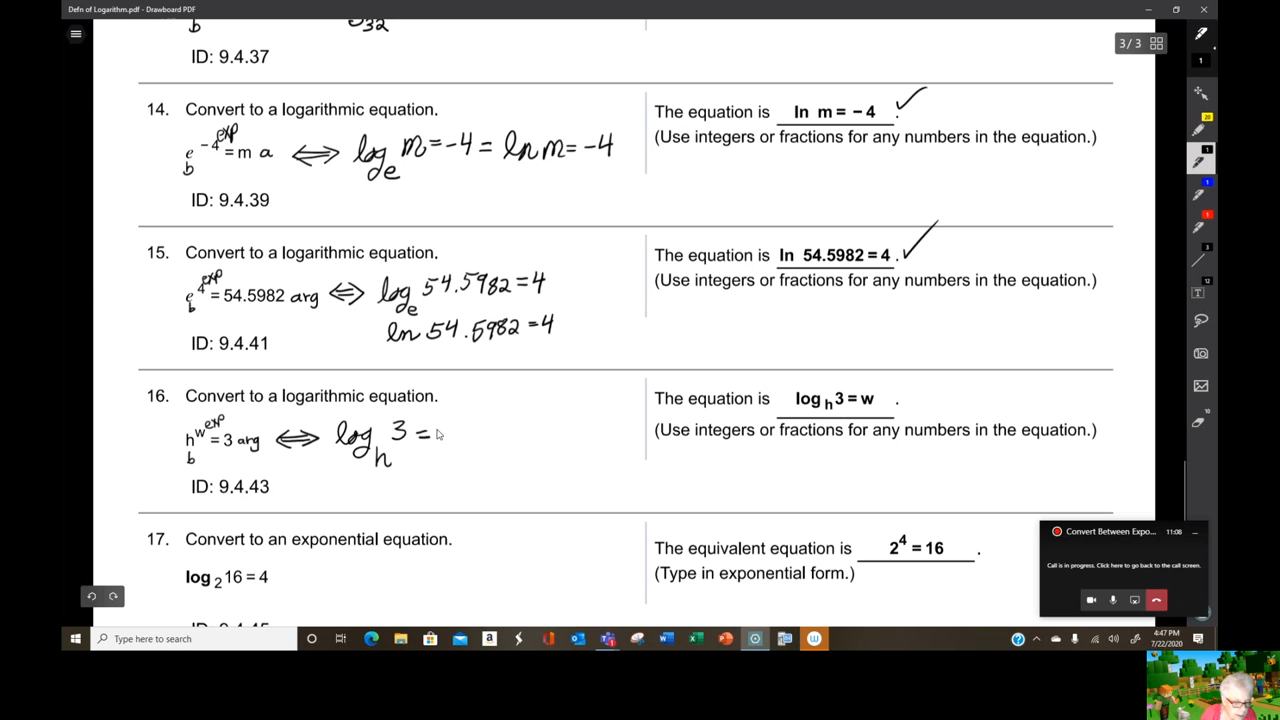 Defn of Logarithm.pdf - Drawboard PDF
b
32
3 / 3
ID: 9.4.37
14. Convert to a logarithmic equation.
e^-4 = m
exp
a
b
⟺ log_e m = -4 = ln m = -4
ID: 9.4.39
The equation is ln m = − 4 .
(Use integers or fractions for any numbers in the equation.)
15. Convert to a logarithmic equation.
e^4 = 54.5982
exp
arg
b
⟺ log_e 54.5982 = 4
ln 54.5982 = 4
ID: 9.4.41
The equation is ln 54.5982 = 4 .
(Use integers or fractions for any numbers in the equation.)
16. Convert to a logarithmic equation.
h^w = 3
exp
arg
b
⟺ log_h 3 =
ID: 9.4.43
The equation is log_h 3 = w .
(Use integers or fractions for any numbers in the equation.)
17. Convert to an exponential equation.
log_2 16 = 4
The equivalent equation is 2^4 = 16 .
(Type in exponential form.)
Convert Between Expo... 11:08
Call is in progress. Click here to go back to the call screen.
Type here to search
4:47 PM
7/22/2020